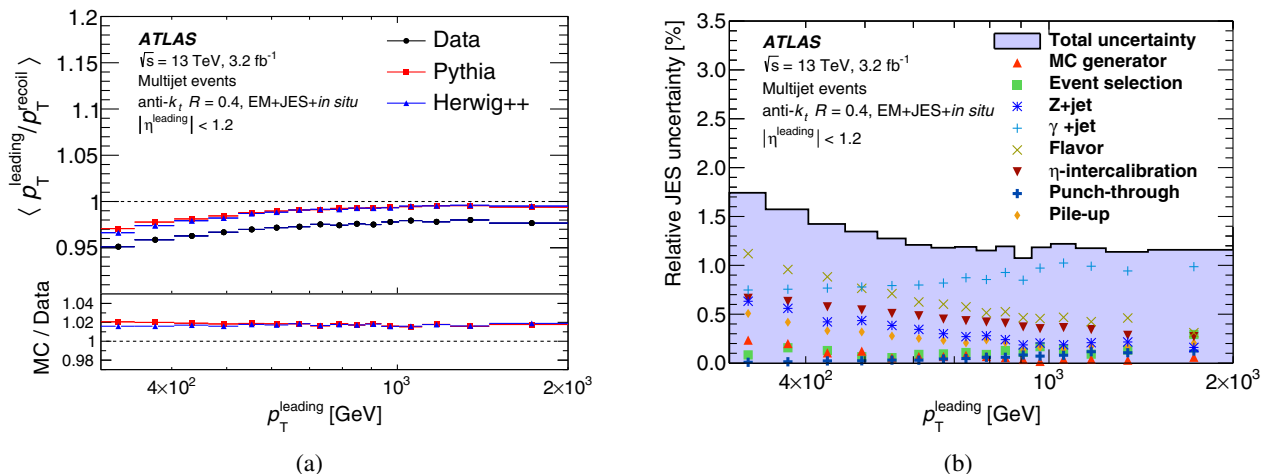 1.2
1.15
1.1
1.05
1
0.95
⟨ p_T^leading / p_T^recoil ⟩
ATLAS
√s = 13 TeV, 3.2 fb⁻¹
Multijet events
anti-k_t R = 0.4, EM+JES+in situ
|η^leading| < 1.2
Data
Pythia
Herwig++
MC / Data
1.04
1.02
1
0.98
4×10² 10³ 2×10³
p_T^leading [GeV]
(a)
Relative JES uncertainty [%]
3.5
3.0
2.5
2.0
1.5
1.0
0.5
0.0
ATLAS
√s = 13 TeV, 3.2 fb⁻¹
Multijet events
anti-k_t R = 0.4, EM+JES+in situ
|η^leading| < 1.2
Total uncertainty
MC generator
Event selection
Z+jet
γ +jet
Flavor
η-intercalibration
Punch-through
Pile-up
4×10² 10³ 2×10³
p_T^leading [GeV]
(b)